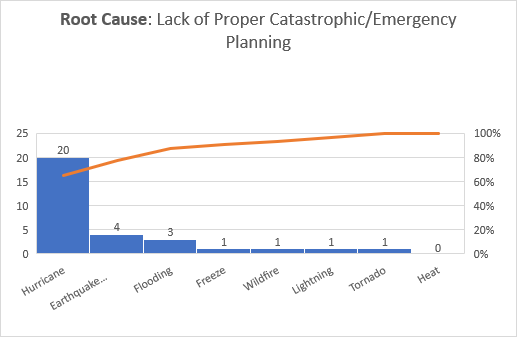 Root Cause: Lack of Proper Catastrophic/Emergency
Planning
25
20
15
10
5
0
20
4
3
1
1
1
1
0
100%
80%
60%
40%
20%
0%
Hurricane
Earthquake...
Flooding
Freeze
Wildfire
Lightning
Tornado
Heat